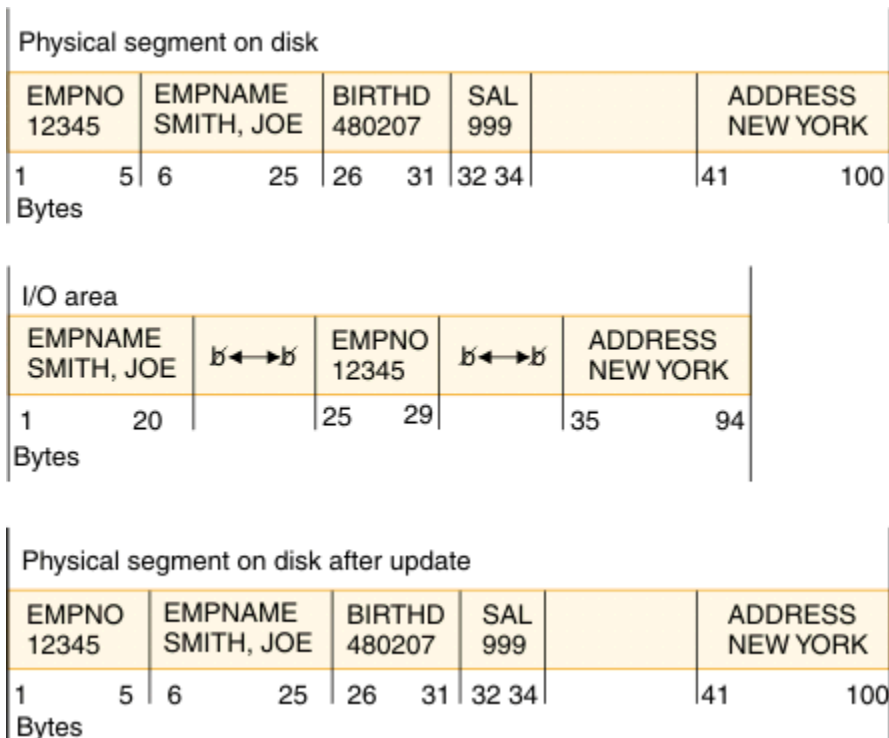 Physical segment on disk
EMPNO EMPNAME BIRTHD SAL ADDRESS
12345 SMITH, JOE 480207 999 NEW YORK
1 5 6 25 26 31 32 34 41 100
Bytes
I/O area
EMPNAME EMPNO ADDRESS
SMITH, JOE ƀ ƀ 12345 ƀ ƀ NEW YORK
1 20 25 29 35 94
Bytes
Physical segment on disk after update
EMPNO EMPNAME BIRTHD SAL ADDRESS
12345 SMITH, JOE 480207 999 NEW YORK
1 5 6 25 26 31 32 34 41 100
Bytes